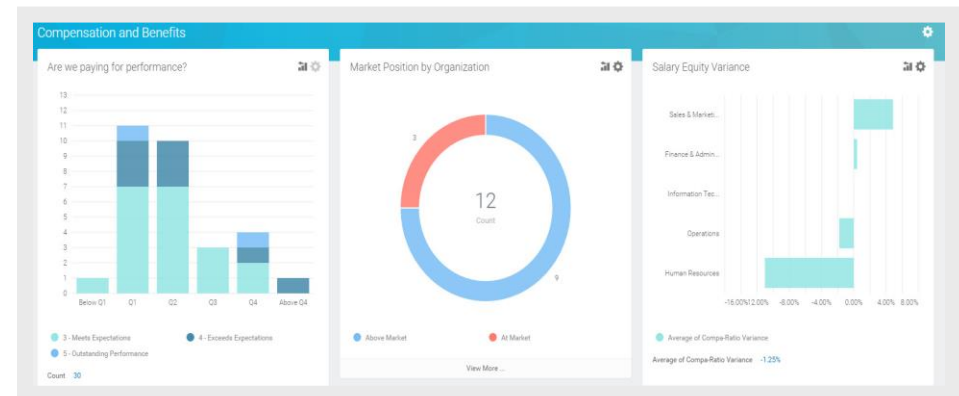 Compensation and Benefits
Are we paying for performance?
13
12
11
10
9
8
7
6
5
4
3
2
1
0
Below Q1 Q1 Q2 Q3 Q4 Above Q4
3 - Meets Expectations 4 - Exceeds Expectations
5 - Outstanding Performance
Count 30
Market Position by Organization
3
12
Count
9
Above Market At Market
View More ...
Salary Equity Variance
Sales & Marketi...
Finance & Admin...
Information Tec...
Operations
Human Resources
-16.00% 12.00% -8.00% -4.00% 0.00% 4.00% 8.00%
Average of Compa-Ratio Variance
Average of Compa-Ratio Variance -1.25%